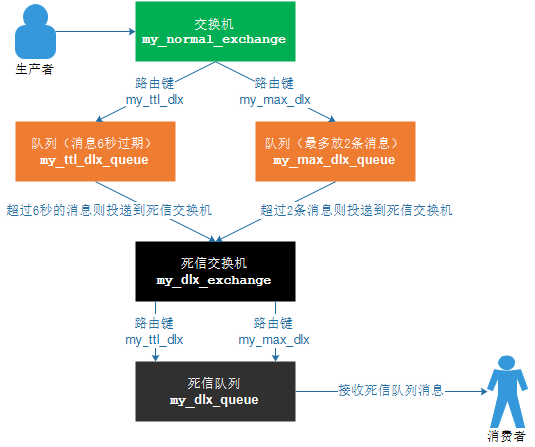 交换机
my_normal_exchange
生产者
路由键
my_ttl_dlx
路由键
my_max_dlx
队列（消息6秒过期）
my_ttl_dlx_queue
队列（最多放2条消息）
my_max_dlx_queue
超过6秒的消息则投递到死信交换机
超过2条消息则投递到死信交换机
死信交换机
my_dlx_exchange
路由键
my_ttl_dlx
路由键
my_max_dlx
死信队列
my_dlx_queue
接收死信队列消息
消费者